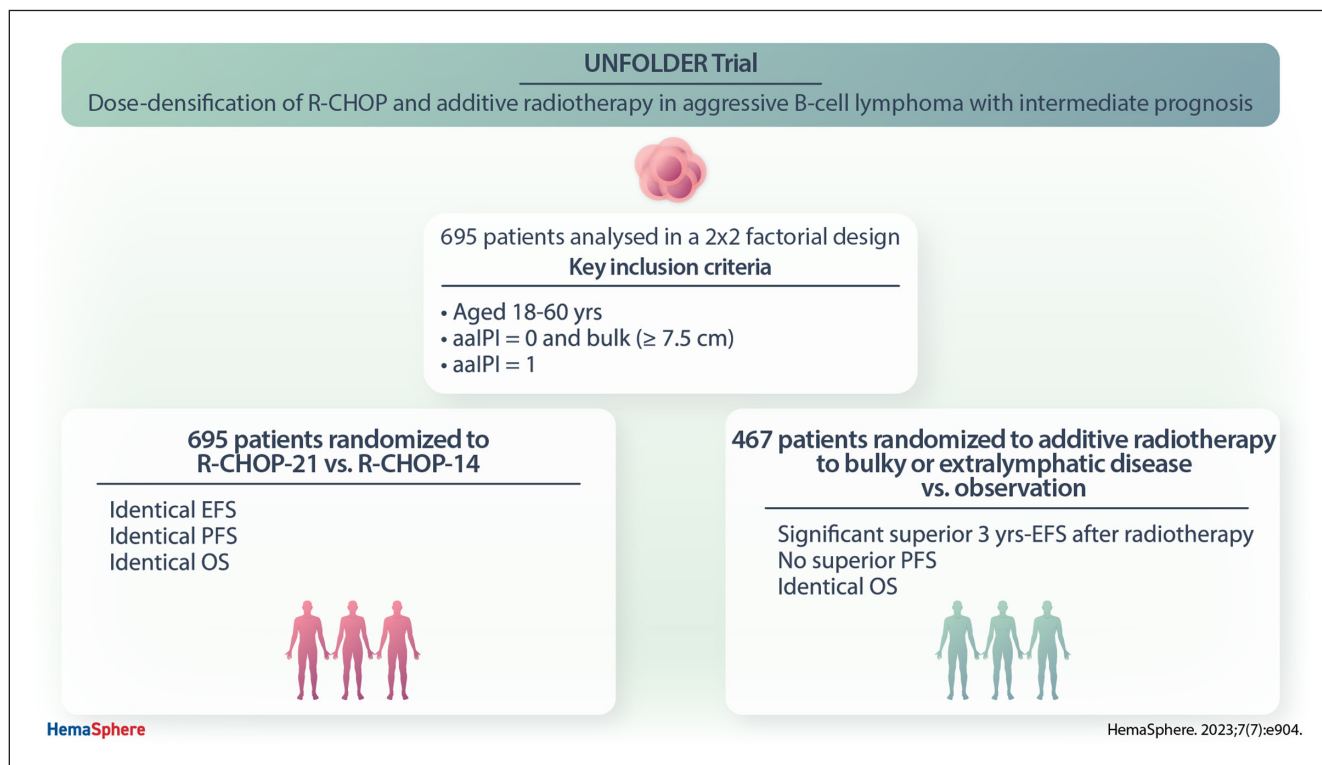 UNFOLDER Trial
Dose-densification of R-CHOP and additive radiotherapy in aggressive B-cell lymphoma with intermediate prognosis
695 patients analysed in a 2x2 factorial design
Key inclusion criteria
• Aged 18-60 yrs
• aaIPI = 0 and bulk (≥ 7.5 cm)
• aaIPI = 1
695 patients randomized to
R-CHOP-21 vs. R-CHOP-14
Identical EFS
Identical PFS
Identical OS
467 patients randomized to additive radiotherapy
to bulky or extralymphatic disease
vs. observation
Significant superior 3 yrs-EFS after radiotherapy
No superior PFS
Identical OS
HemaSphere
HemaSphere. 2023;7(7):e904.